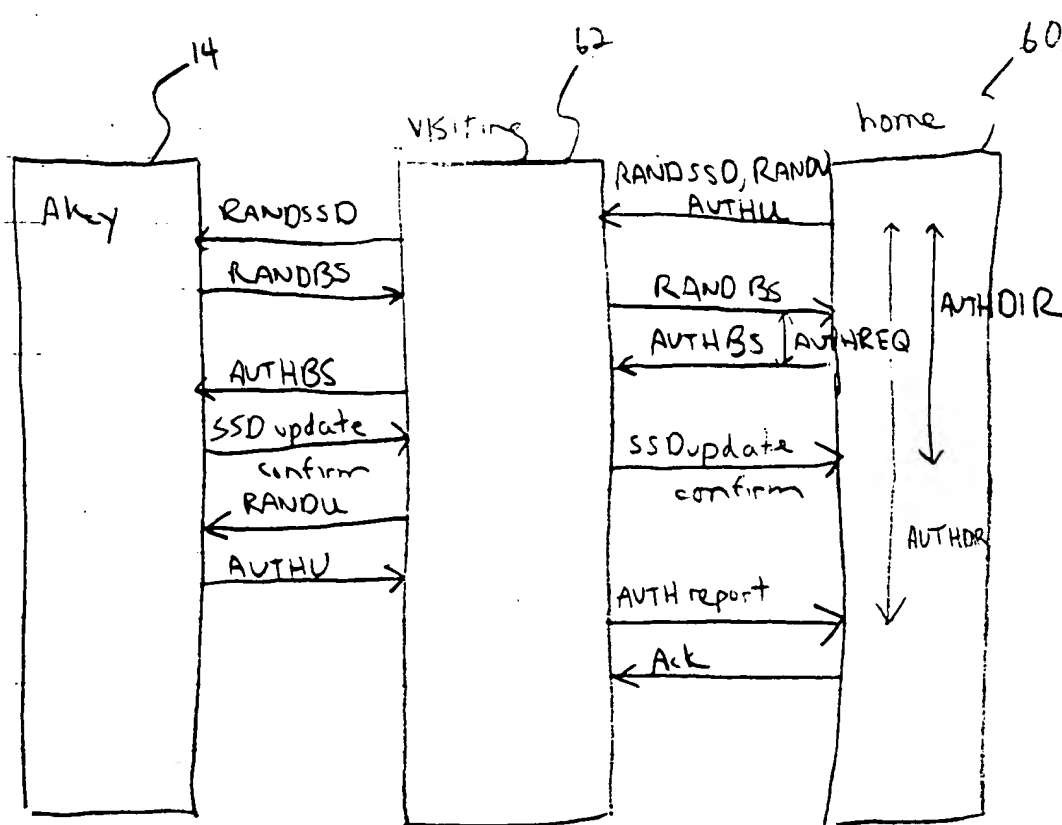 14
62
60
visiting
home
AKey
RANDSSD, RANDU
AUTHU
RANDSSD
RANDBS
RANDBS
AUTHBS
AUTHREQ
AUTHDIR
AUTHBS
SSD update
confirm
SSDupdate
confirm
RANDU
AUTHU
AUTHDR
AUTH report
Ack